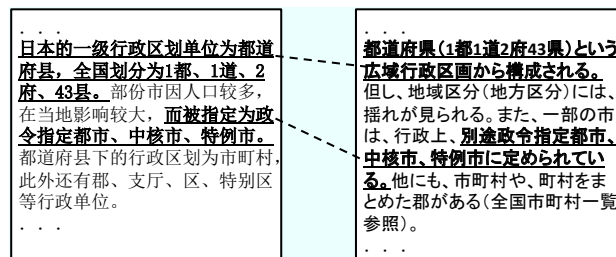 . . .
日本的一级行政区划单位为都道
府县，全国划分为1都、1道、2
府、43县。部份市因人口较多，
在当地影响较大，而被指定为政
令指定都市、中核市、特例市。
都道府县下的行政区划为市町村，
此外还有郡、支厅、区、特别区
等行政单位。
. . .
. . .
都道府県（1都1道2府43県）という
広域行政区画から構成される。
但し、地域区分（地方区分）には、
揺れが見られる。また、一部の市
は、行政上、別途政令指定都市、
中核市、特例市に定められてい
る。他にも、市町村や、町村をま
とめた郡がある（全国市町村一覧
参照）。
. . .